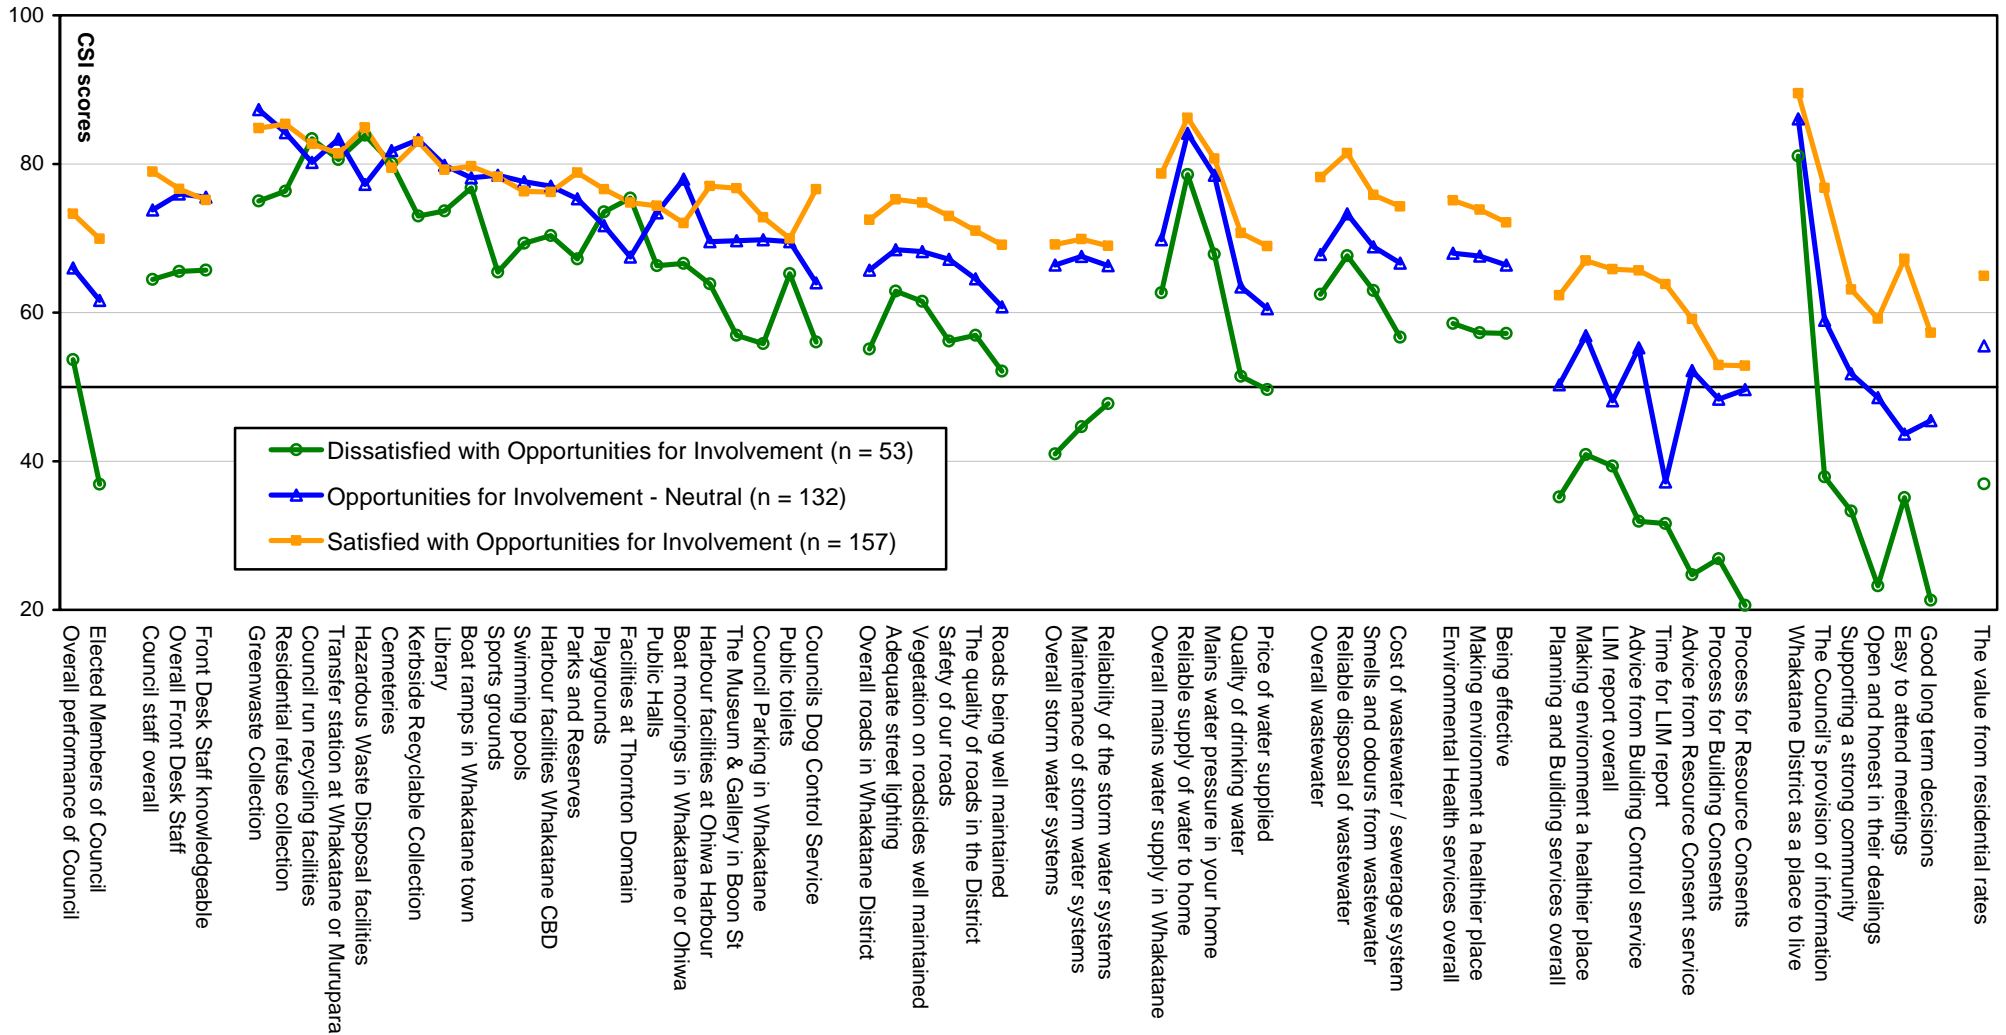 100
80
60
40
20
CSI scores
Dissatisfied with Opportunities for Involvement (n = 53)
Opportunities for Involvement - Neutral (n = 132)
Satisfied with Opportunities for Involvement (n = 157)
Overall performance of Council
Elected Members of Council
Council staff overall
Overall Front Desk Staff
Front Desk Staff knowledgeable
Greenwaste Collection
Residential refuse collection
Council run recycling facilities
Transfer station at Whakatane or Murupara
Hazardous Waste Disposal facilities
Cemeteries
Kerbside Recyclable Collection
Library
Boat ramps in Whakatane town
Sports grounds
Swimming pools
Harbour facilities Whakatane CBD
Parks and Reserves
Playgrounds
Facilities at Thornton Domain
Public Halls
Boat moorings in Whakatane or Ohiwa
Harbour facilities at Ohiwa Harbour
The Museum & Gallery in Boon St
Council Parking in Whakatane
Public toilets
Councils Dog Control Service
Overall roads in Whakatane District
Adequate street lighting
Vegetation on roadsides well maintained
Safety of our roads
The quality of roads in the District
Roads being well maintained
Overall storm water systems
Maintenance of storm water systems
Reliability of the storm water systems
Overall mains water supply in Whakatane
Reliable supply of water to home
Mains water pressure in your home
Quality of drinking water
Price of water supplied
Overall wastewater
Reliable disposal of wastewater
Smells and odours from wastewater
Cost of wastewater / sewerage system
Environmental Health services overall
Making environment a healthier place
Being effective
Planning and Building services overall
Making environment a healthier place
LIM report overall
Advice from Building Control service
Time for LIM report
Advice from Resource Consent service
Process for Building Consents
Process for Resource Consents
Whakatane District as a place to live
The Council's provision of information
Supporting a strong community
Open and honest in their dealings
Easy to attend meetings
Good long term decisions
The value from residential rates